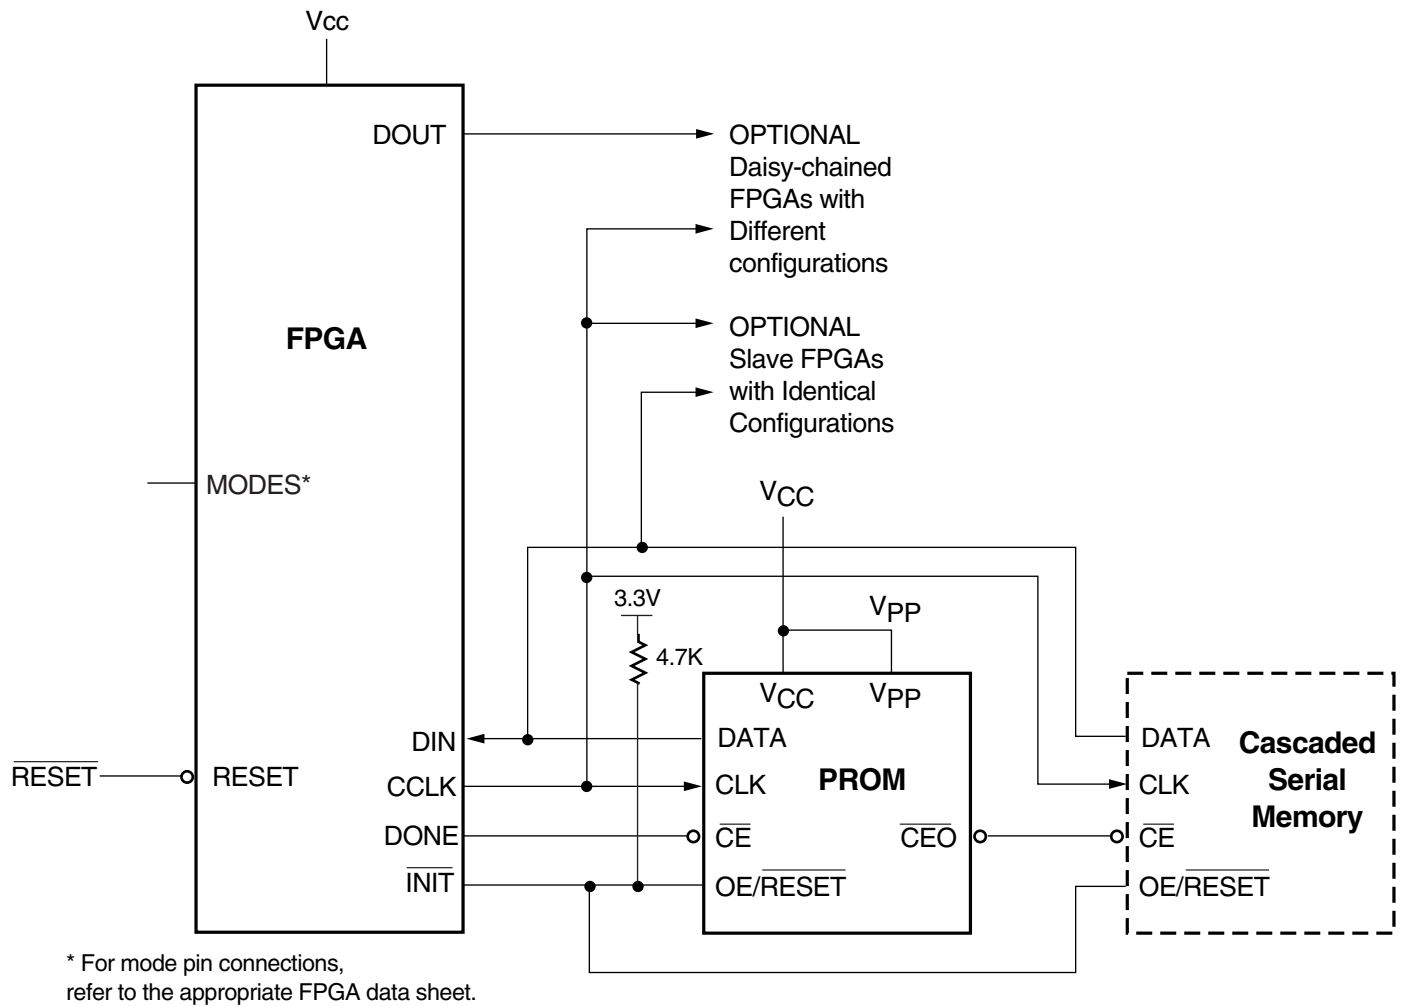 Vcc
DOUT
OPTIONAL
Daisy-chained
FPGAs with
Different
configurations
FPGA
OPTIONAL
Slave FPGAs
with Identical
Configurations
MODES*
VCC
3.3V
VPP
4.7K
VCC VPP
DIN
DATA
DATA
Cascaded
Serial
Memory
RESET
RESET
CCLK
CLK
PROM
CLK
DONE
CE
CEO
CE
INIT
OE/RESET
OE/RESET
* For mode pin connections,
refer to the appropriate FPGA data sheet.